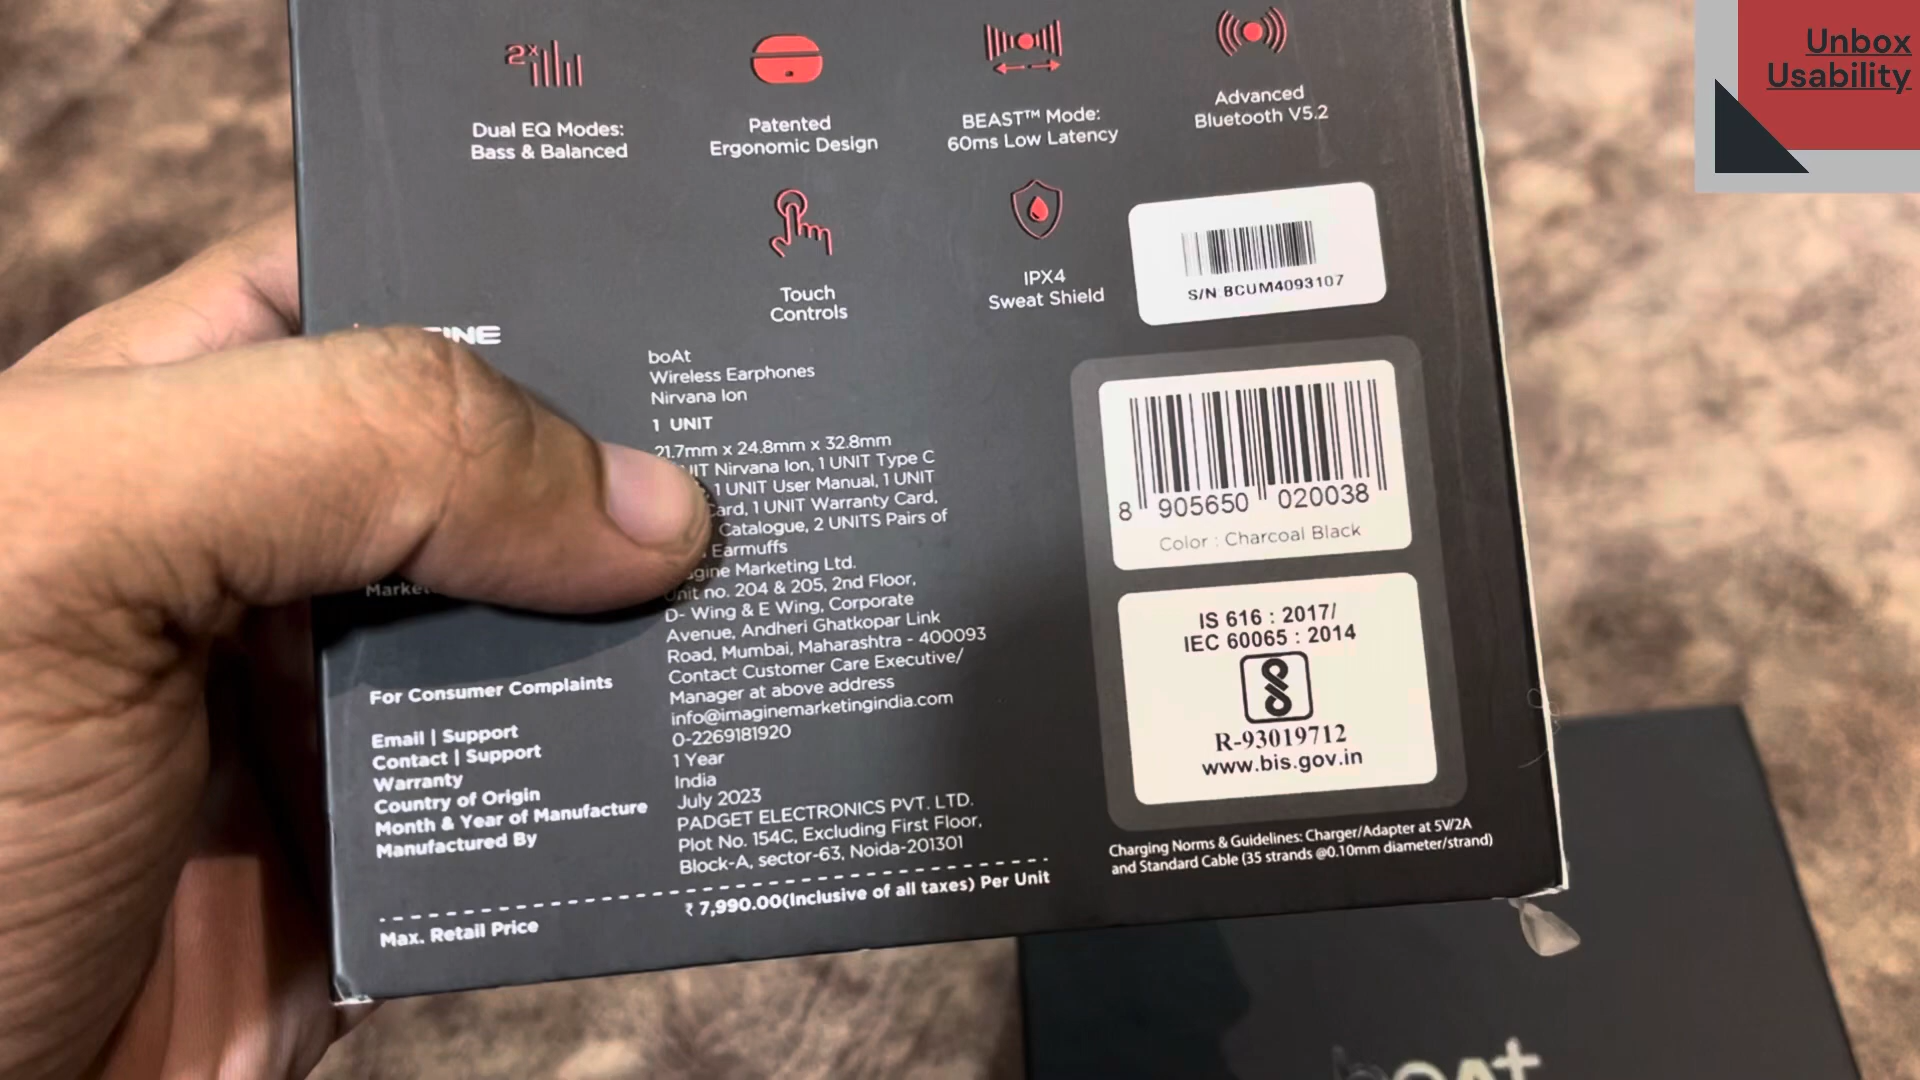 Unbox
Usability
2x
Dual EQ Modes:
Bass & Balanced
Patented
Ergonomic Design
BEAST™ Mode:
60ms Low Latency
Advanced
Bluetooth V5.2
Touch
Controls
IPX4
Sweat Shield
S/N BCUM4093107
boAt
Wireless Earphones
Nirvana Ion
1 UNIT
21.7mm x 24.8mm x 32.8mm
Nirvana Ion, 1 UNIT Type C
1 UNIT User Manual, 1 UNIT
1 UNIT Warranty Card,
Catalogue, 2 UNITS Pairs of
Earmuffs
Marketing Ltd.
Unit no. 204 & 205, 2nd Floor,
D- Wing & E Wing, Corporate
Avenue, Andheri Ghatkopar Link
Road, Mumbai, Maharashtra - 400093
For Consumer Complaints
Contact Customer Care Executive/
Manager at above address
Email | Support info@imaginemarketingindia.com
Contact | Support 0-2269181920
Warranty 1 Year
Country of Origin India
Month & Year of Manufacture July 2023
Manufactured By PADGET ELECTRONICS PVT. LTD.
Plot No. 154C, Excluding First Floor,
Block-A, sector-63, Noida-201301
Max. Retail Price ₹ 7,990.00(Inclusive of all taxes) Per Unit
8 905650 020038
Color : Charcoal Black
IS 616 : 2017/
IEC 60065 : 2014
R-93019712
www.bis.gov.in
Charging Norms & Guidelines: Charger/Adapter at 5V/2A
and Standard Cable (35 strands @0.10mm diameter/strand)
boAt